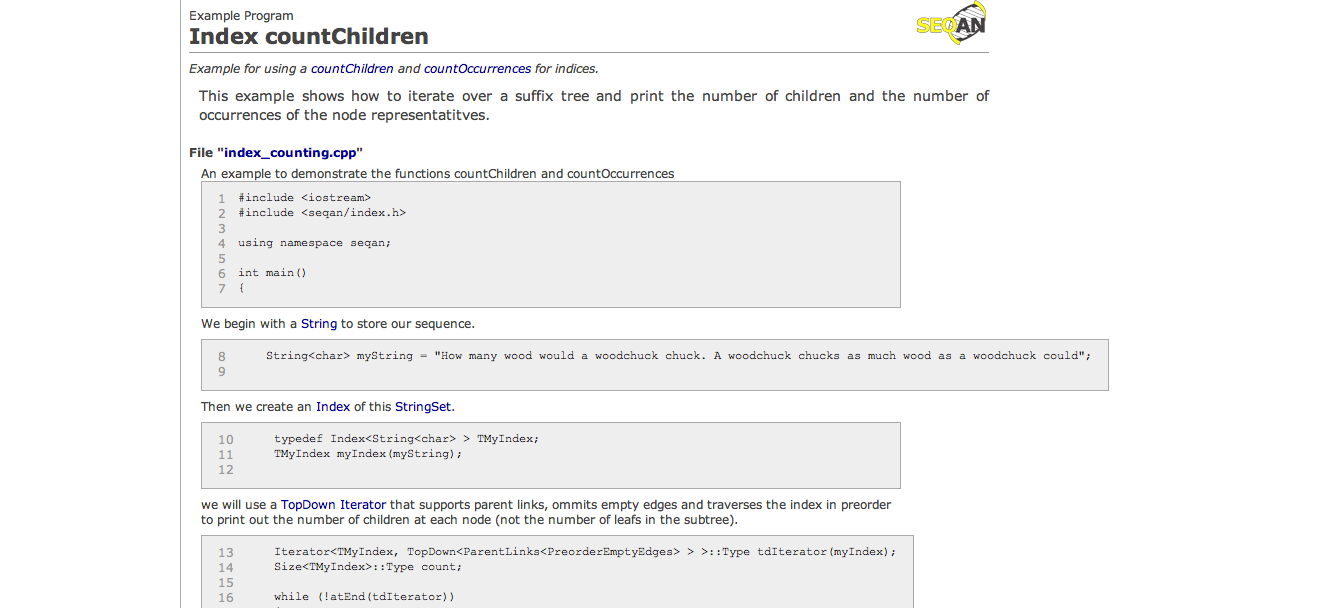 Example Program
Index countChildren
SEQAN
Example for using a countChildren and countOccurrences for indices.
This example shows how to iterate over a suffix tree and print the number of children and the number of
occurrences of the node representatitves.
File "index_counting.cpp"
An example to demonstrate the functions countChildren and countOccurrences
1 #include <iostream>
2 #include <seqan/index.h>
3
4 using namespace seqan;
5
6 int main()
7 {
We begin with a String to store our sequence.
8 String<char> myString = "How many wood would a woodchuck chuck. A woodchuck chucks as much wood as a woodchuck could";
9
Then we create an Index of this StringSet.
10 typedef Index<String<char> > TMyIndex;
11 TMyIndex myIndex(myString);
12
we will use a TopDown Iterator that supports parent links, ommits empty edges and traverses the index in preorder
to print out the number of children at each node (not the number of leafs in the subtree).
13 Iterator<TMyIndex, TopDown<ParentLinks<PreorderEmptyEdges> > >::Type tdIterator(myIndex);
14 Size<TMyIndex>::Type count;
15
16 while (!atEnd(tdIterator))